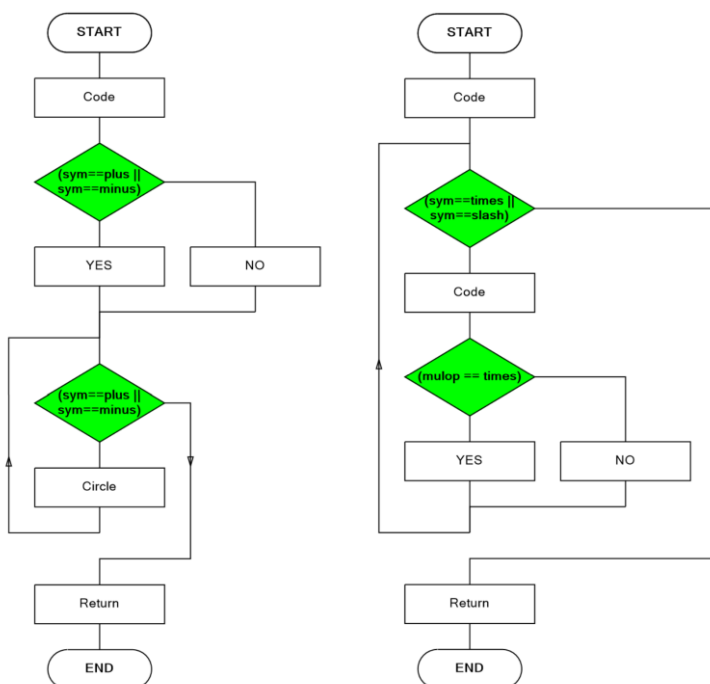 START
Code
(sym==plus ||
sym==minus)
YES
NO
(sym==plus ||
sym==minus)
Circle
Return
END
START
Code
(sym==times ||
sym==slash)
Code
(mulop == times)
YES
NO
Return
END